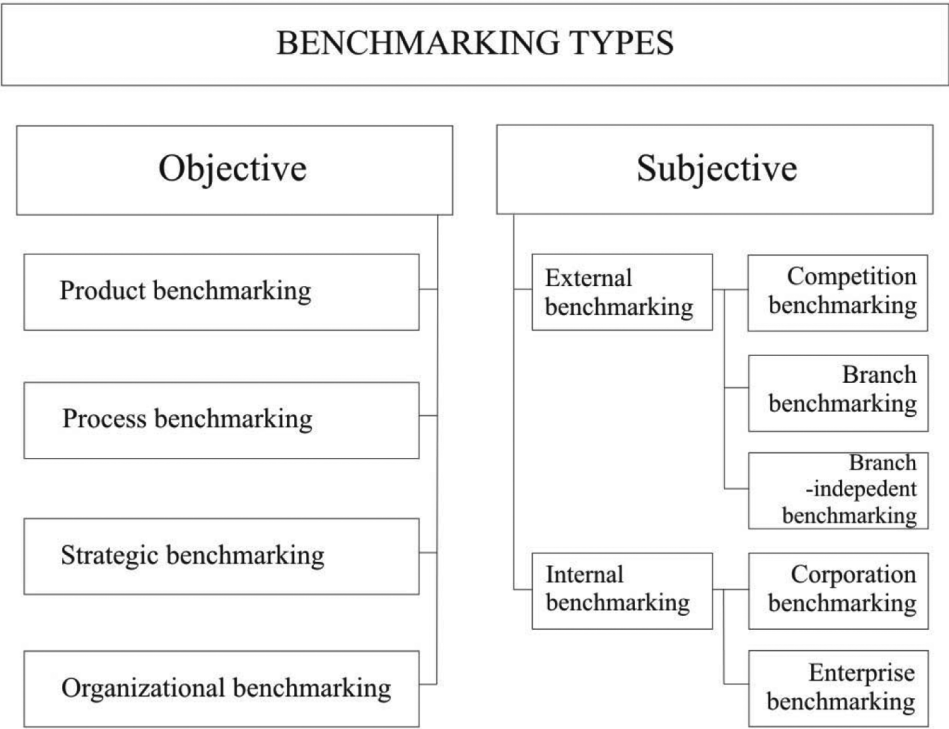 BENCHMARKING TYPES
Objective
Product benchmarking
Process benchmarking
Strategic benchmarking
Organizational benchmarking
Subjective
External
benchmarking
Competition
benchmarking
Branch
benchmarking
Branch
-indepedent
benchmarking
Internal
benchmarking
Corporation
benchmarking
Enterprise
benchmarking